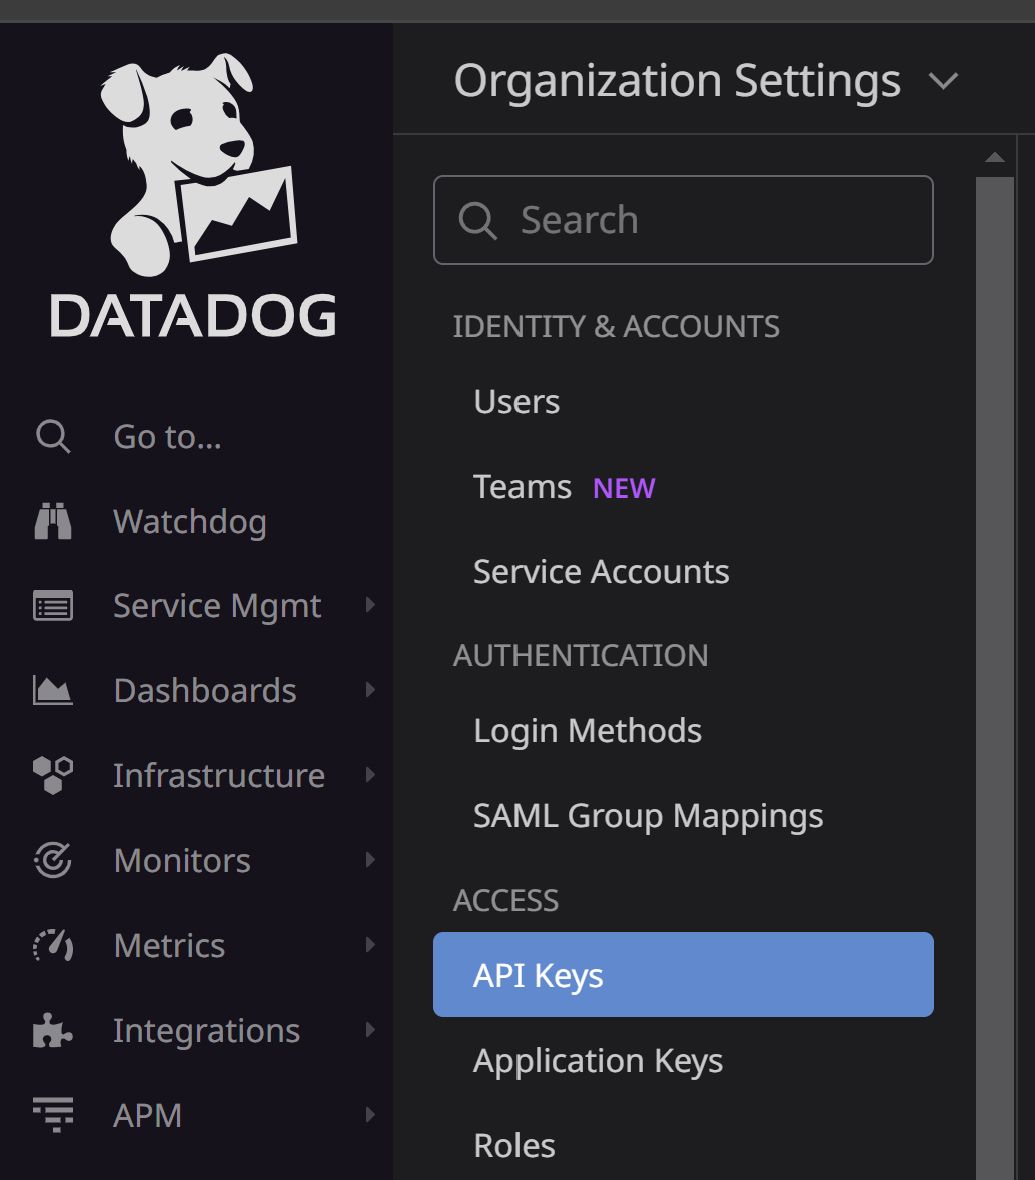 DATADOG
Go to...
Watchdog
Service Mgmt
Dashboards
Infrastructure
Monitors
Metrics
Integrations
APM
Organization Settings
Search
IDENTITY & ACCOUNTS
Users
Teams NEW
Service Accounts
AUTHENTICATION
Login Methods
SAML Group Mappings
ACCESS
API Keys
Application Keys
Roles